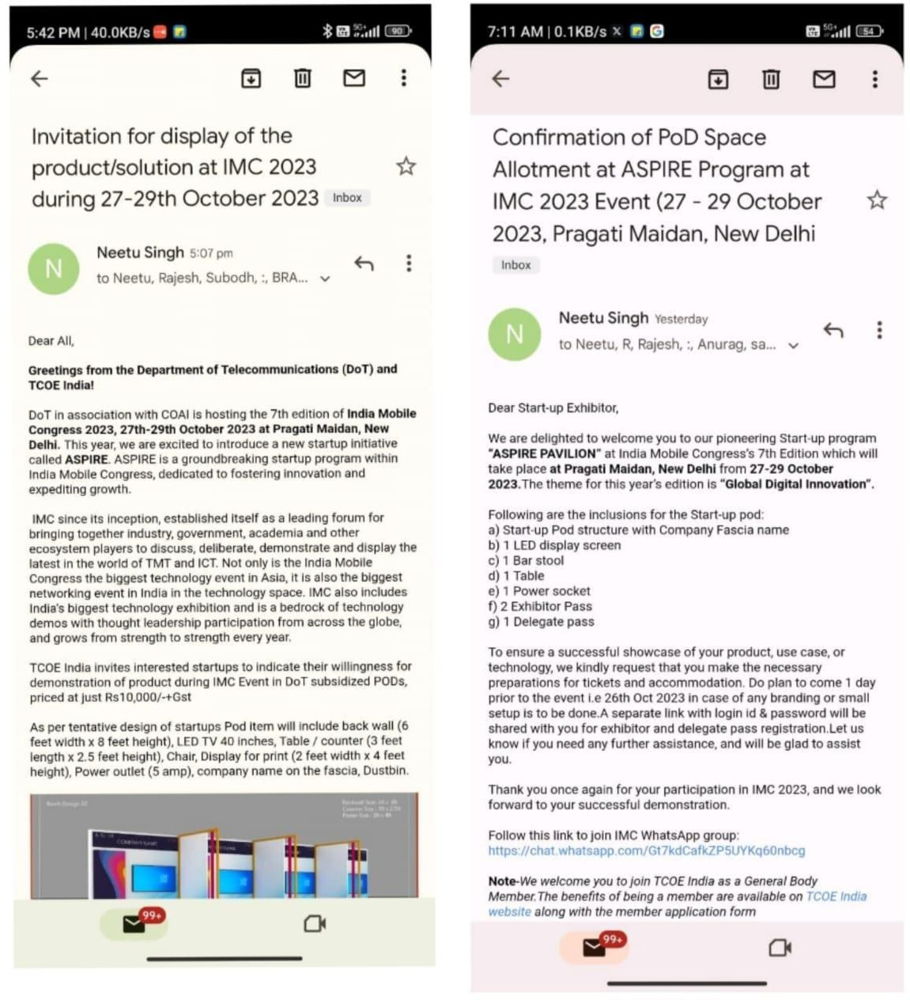 5:42 PM | 40.0KB/s
5G+
90
Invitation for display of the
product/solution at IMC 2023
during 27-29th October 2023 Inbox
N
Neetu Singh 5:07 pm
to Neetu, Rajesh, Subodh, :, BRA...
Dear All,
Greetings from the Department of Telecommunications (DoT) and
TCOE India!
DoT in association with COAI is hosting the 7th edition of India Mobile
Congress 2023, 27th-29th October 2023 at Pragati Maidan, New
Delhi. This year, we are excited to introduce a new startup initiative
called ASPIRE. ASPIRE is a groundbreaking startup program within
India Mobile Congress, dedicated to fostering innovation and
expediting growth.
IMC since its inception, established itself as a leading forum for
bringing together industry, government, academia and other
ecosystem players to discuss, deliberate, demonstrate and display the
latest in the world of TMT and ICT. Not only is the India Mobile
Congress the biggest technology event in Asia, it is also the biggest
networking event in India in the technology space. IMC also includes
India's biggest technology exhibition and is a bedrock of technology
demos with thought leadership participation from across the globe,
and grows from strength to strength every year.
TCOE India invites interested startups to indicate their willingness for
demonstration of product during IMC Event in DoT subsidized PODs,
priced at just Rs10,000/-+Gst
As per tentative design of startups Pod item will include back wall (6
feet width x 8 feet height), LED TV 40 inches, Table / counter (3 feet
length x 2.5 feet height), Chair, Display for print (2 feet width x 4 feet
height), Power outlet (5 amp), company name on the fascia, Dustbin.
99+
7:11 AM | 0.1KB/s X G
5G+
54
Confirmation of PoD Space
Allotment at ASPIRE Program at
IMC 2023 Event (27 - 29 October
2023, Pragati Maidan, New Delhi
Inbox
N
Neetu Singh Yesterday
to Neetu, R, Rajesh, :, Anurag, sa...
Dear Start-up Exhibitor,
We are delighted to welcome you to our pioneering Start-up program
“ASPIRE PAVILION” at India Mobile Congress's 7th Edition which will
take place at Pragati Maidan, New Delhi from 27-29 October
2023.The theme for this year's edition is “Global Digital Innovation”.
Following are the inclusions for the Start-up pod:
a) Start-up Pod structure with Company Fascia name
b) 1 LED display screen
c) 1 Bar stool
d) 1 Table
e) 1 Power socket
f) 2 Exhibitor Pass
g) 1 Delegate pass
To ensure a successful showcase of your product, use case, or
technology, we kindly request that you make the necessary
preparations for tickets and accommodation. Do plan to come 1 day
prior to the event i.e 26th Oct 2023 in case of any branding or small
setup is to be done.A separate link with login id & password will be
shared with you for exhibitor and delegate pass registration.Let us
know if you need any further assistance, and will be glad to assist
you.
Thank you once again for your participation in IMC 2023, and we look
forward to your successful demonstration.
Follow this link to join IMC WhatsApp group:
https://chat.whatsapp.com/Gt7kdCafkZP5UYKq60nbcg
Note-We welcome you to join TCOE India as a General Body
Member.The benefits of being a member are available on TCOE India
website along with the member application form
99+